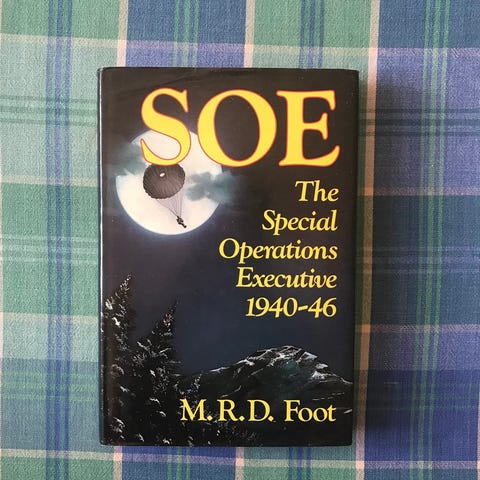 SOE
The
Special
Operations
Executive
1940-46
M.R.D. Foot